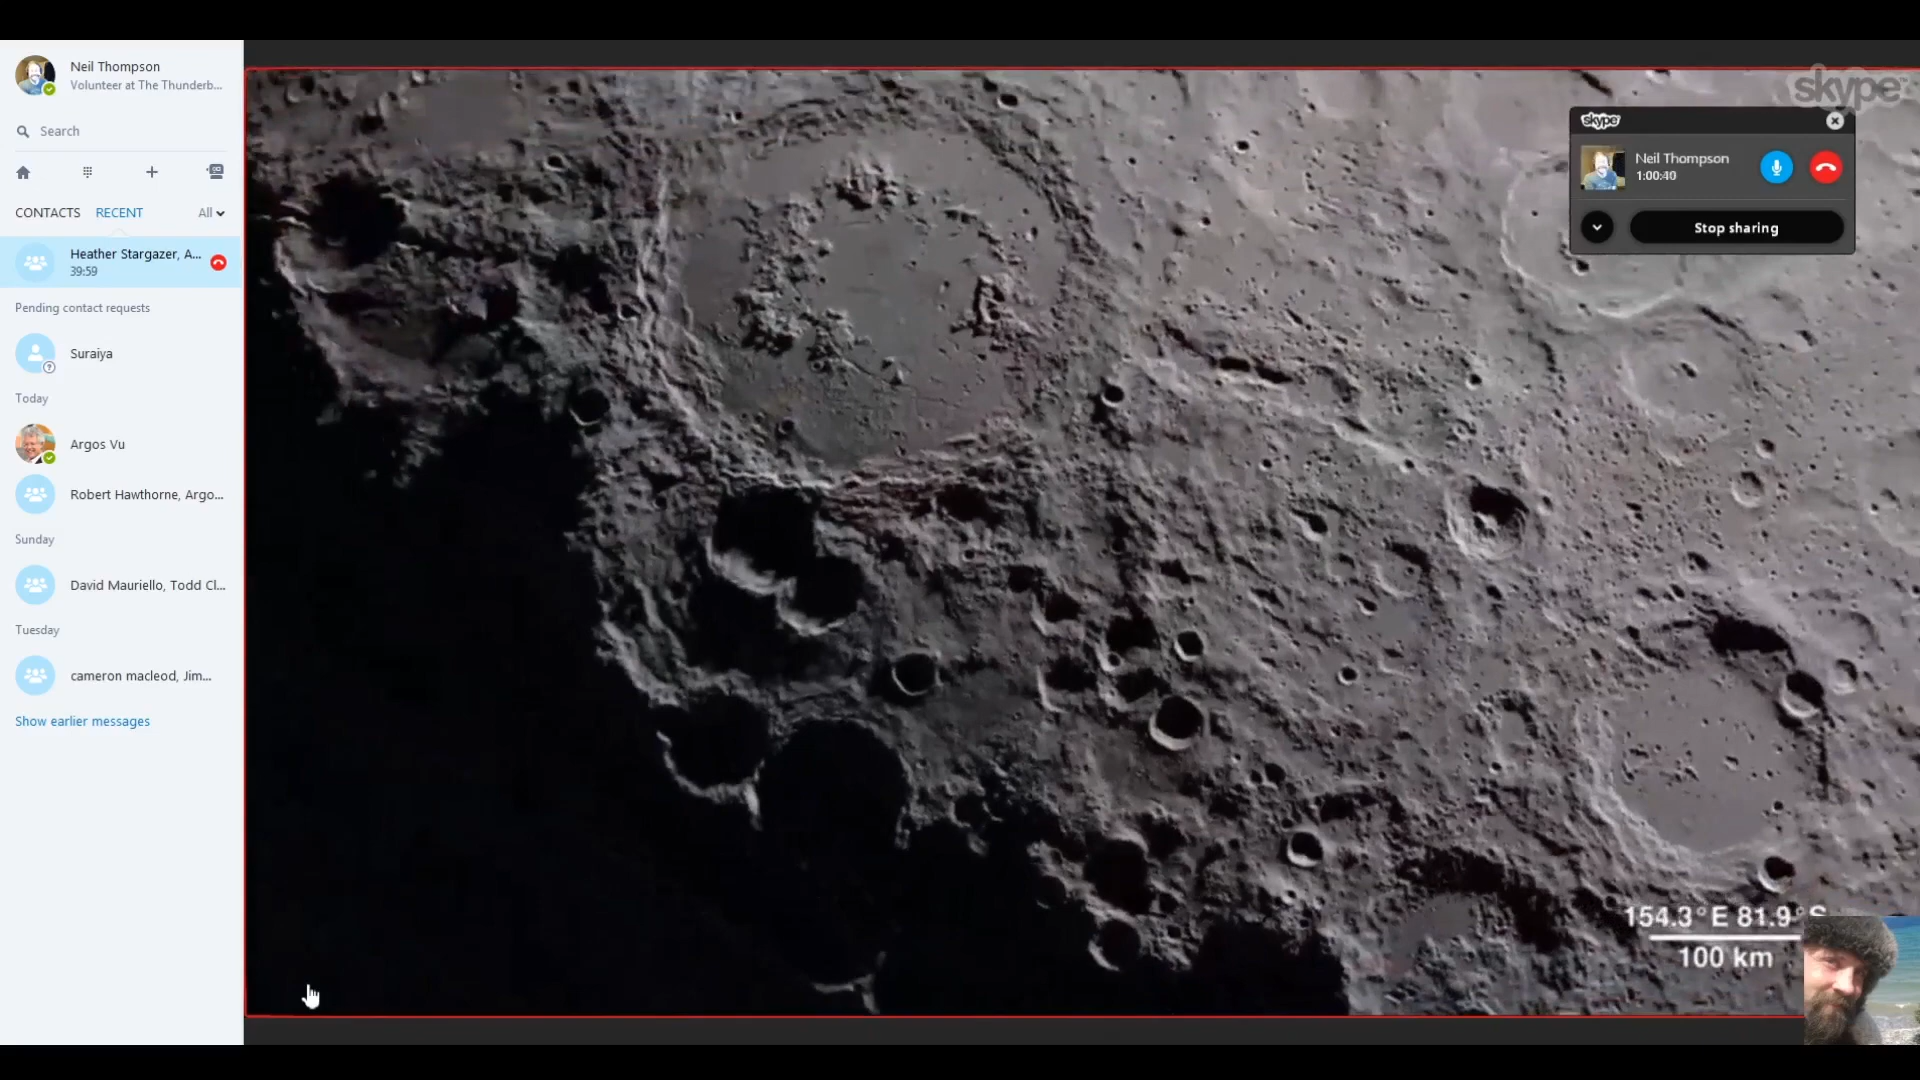 Neil Thompson
Volunteer at The Thunderb...
Search
CONTACTS RECENT All
Heather Stargazer, A...
39:59
Pending contact requests
Suraiya
Today
Argos Vu
Robert Hawthorne, Argo...
Sunday
David Mauriello, Todd Cl...
Tuesday
cameron macleod, Jim...
Show earlier messages
skype™
skype
Neil Thompson
1:00:40
Stop sharing
154.3°E 81.9°S
100 km